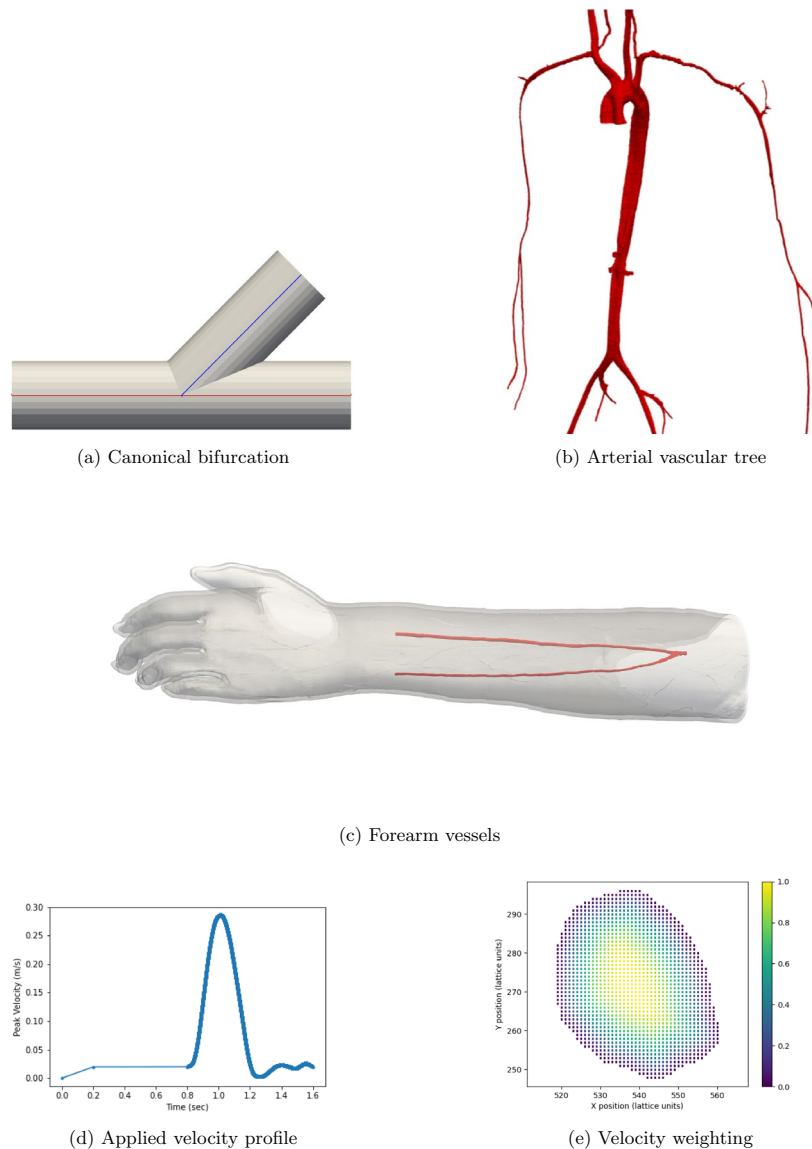 (a) Canonical bifurcation
(b) Arterial vascular tree
(c) Forearm vessels
0.30
0.25
0.20
0.15
0.10
0.05
0.00
Peak Velocity (m/s)
0.0 0.2 0.4 0.6 0.8 1.0 1.2 1.4 1.6
Time (sec)
(d) Applied velocity profile
290
280
270
260
250
Y position (lattice units)
520 530 540 550 560
X position (lattice units)
1.0
0.8
0.6
0.4
0.2
0.0
(e) Velocity weighting